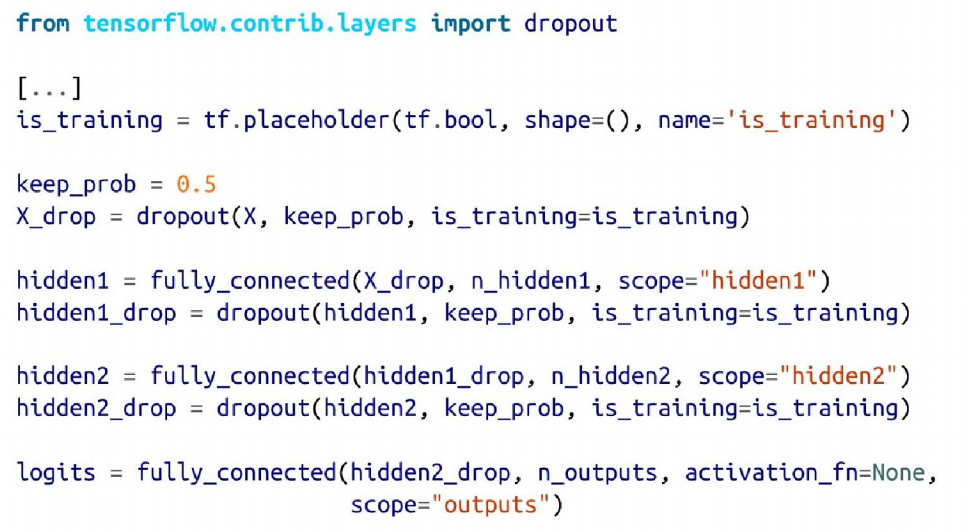 from tensorflow.contrib.layers import dropout
[...]
is_training = tf.placeholder(tf.bool, shape=(), name='is_training')
keep_prob = 0.5
X_drop = dropout(X, keep_prob, is_training=is_training)
hidden1 = fully_connected(X_drop, n_hidden1, scope="hidden1")
hidden1_drop = dropout(hidden1, keep_prob, is_training=is_training)
hidden2 = fully_connected(hidden1_drop, n_hidden2, scope="hidden2")
hidden2_drop = dropout(hidden2, keep_prob, is_training=is_training)
logits = fully_connected(hidden2_drop, n_outputs, activation_fn=None,
scope="outputs")